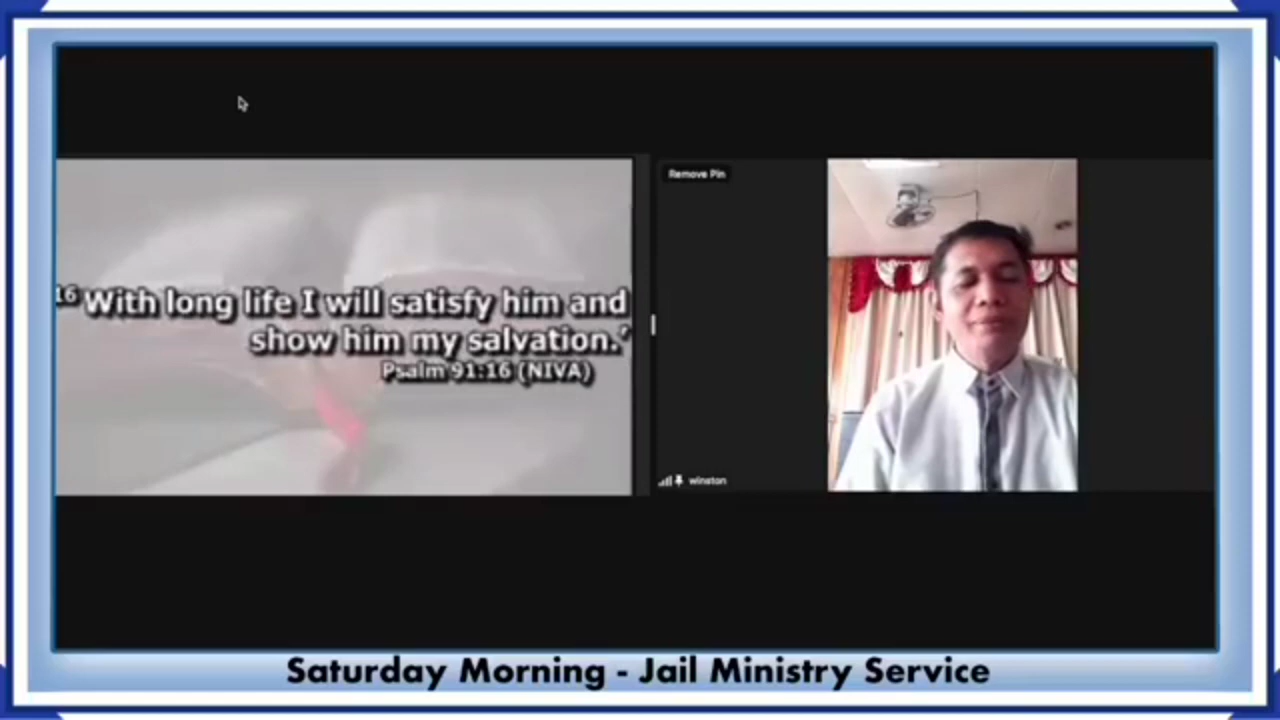 16 With long life I will satisfy him and
show him my salvation.’
Psalm 91:16 (NIVA)
Remove Pin
winston
Saturday Morning - Jail Ministry Service